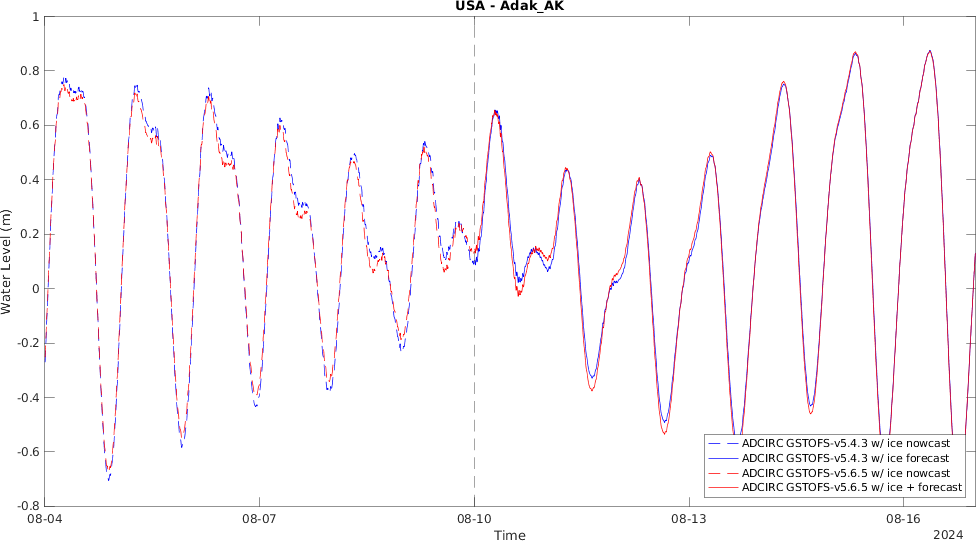 USA - Adak_AK
Water Level (m)
1
0.8
0.6
0.4
0.2
0
-0.2
-0.4
-0.6
-0.8
ADCIRC GSTOFS-v5.4.3 w/ ice nowcast
ADCIRC GSTOFS-v5.4.3 w/ ice forecast
ADCIRC GSTOFS-v5.6.5 w/ ice nowcast
ADCIRC GSTOFS-v5.6.5 w/ ice + forecast
08-04 08-07 08-10 08-13 08-16
Time
2024